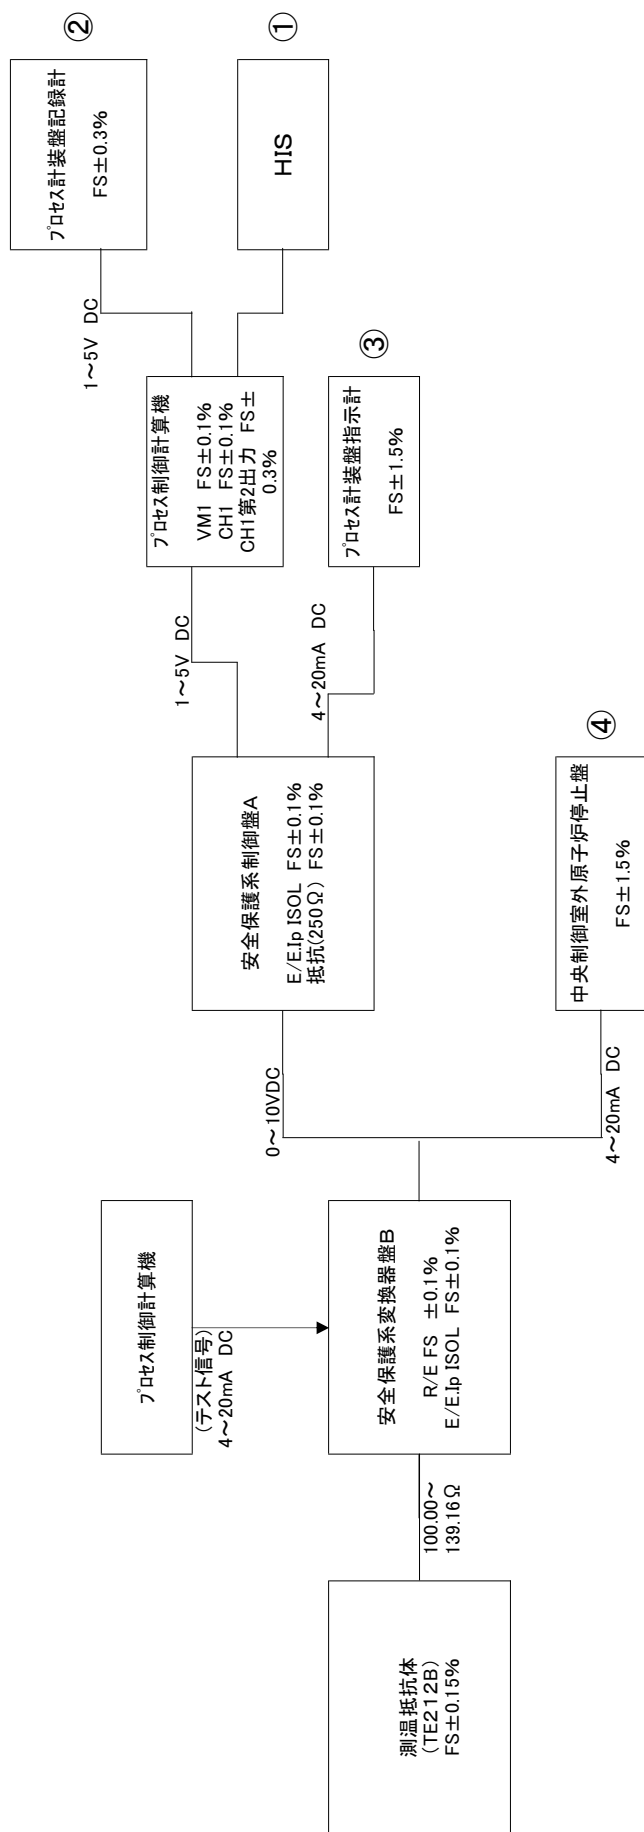 測温抵抗体
(TE212B)
FS±0.15%
100.00~
139.16Ω
プロセス制御計算機
(テスト信号)
4~20mA DC
安全保護系変換器盤B
R/E FS ±0.1%
E/E.Ip ISOL FS±0.1%
0~10VDC
4~20mA DC
安全保護系制御盤A
E/E.Ip ISOL FS±0.1%
抵抗(250Ω) FS±0.1%
中央制御室外原子炉停止盤
FS±1.5%
④
1~5V DC
4~20mA DC
プロセス制御計算機
VM1 FS±0.1%
CH1 FS±0.1%
CH1第2出力 FS±
0.3%
プロセス計装盤指示計
FS±1.5%
③
1~5V DC
プロセス計装盤記録計
FS±0.3%
②
HIS
①